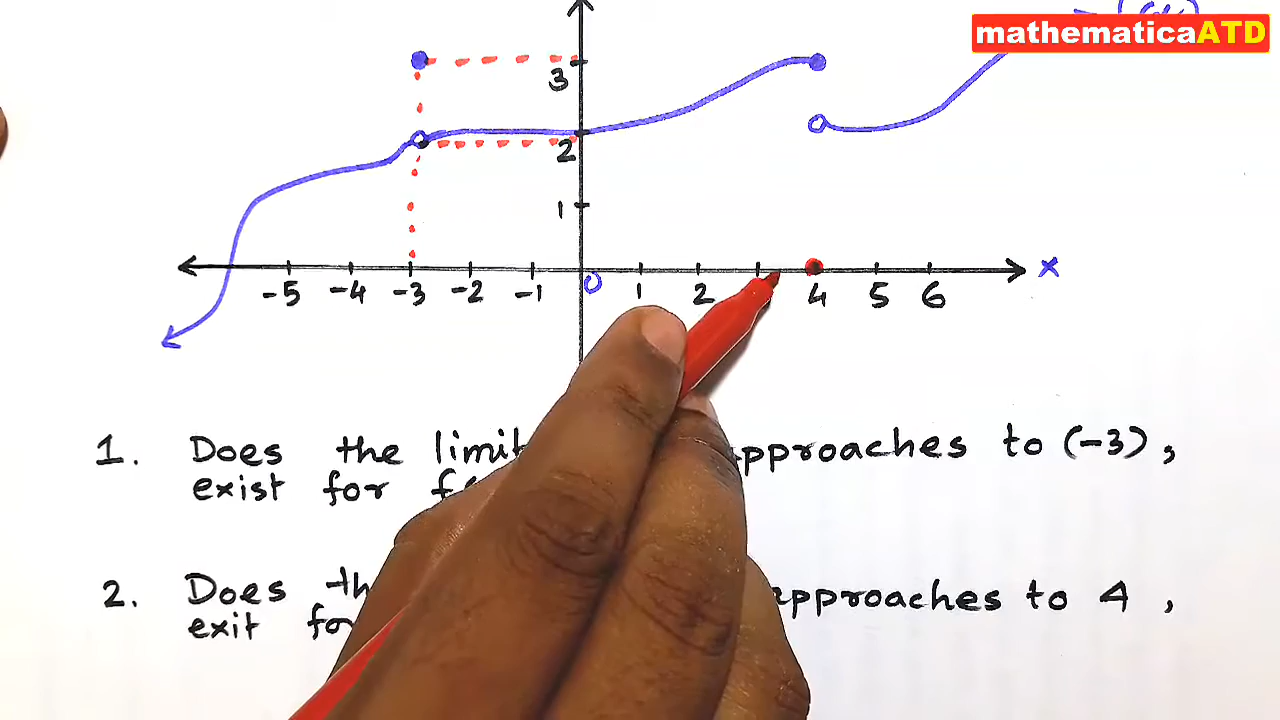 mathematicaATD
3
2
1
-5 -4 -3 -2 -1 0 1 2 4 5 6 x
1. Does the limit approaches to (-3),
exist for
2. Does approaches to 4 ,
exit